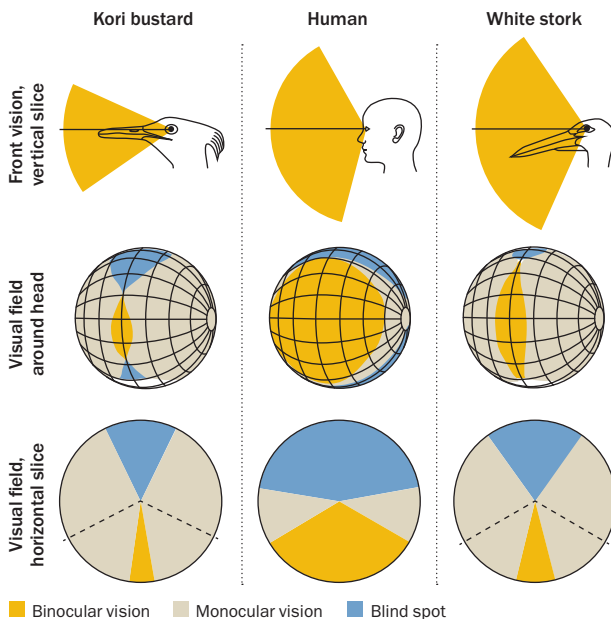 Kori bustard
Human
White stork
Front vision,
vertical slice
Visual field
around head
Visual field,
horizontal slice
Binocular vision
Monocular vision
Blind spot